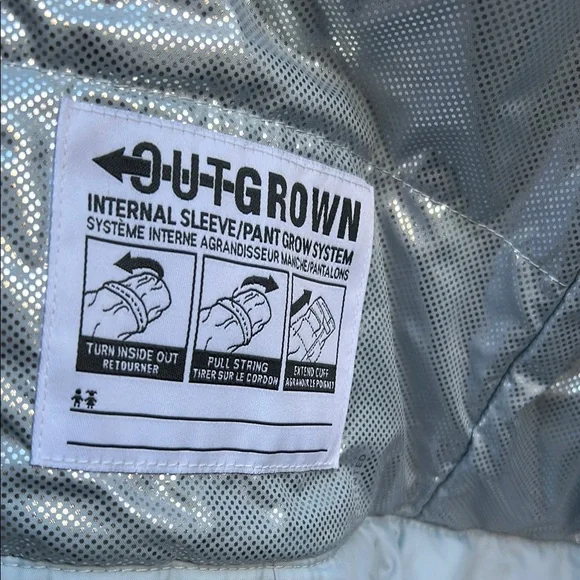 OUTGROWN
INTERNAL SLEEVE/PANT GROW SYSTEM
SYSTÈME INTERNE AGRANDISSEUR MANCHE/PANTALONS
TURN INSIDE OUT
RETOURNER
PULL STRING
TIRER SUR LE CORDON
EXTEND CUFF
AGRANDIR LE POIGNET